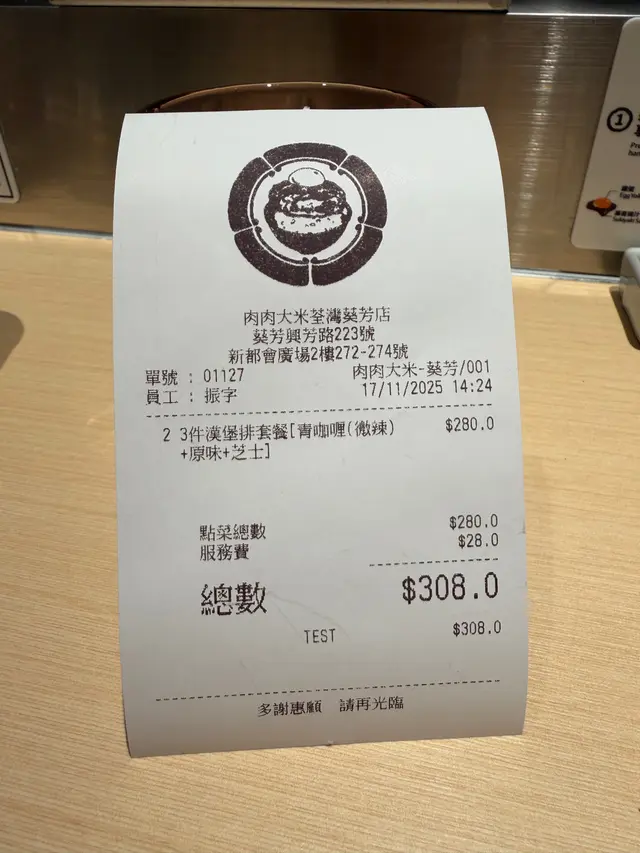 肉肉大米荃灣葵芳店
葵芳興芳路223號
新都會廣場2樓272-274號
單號 : 01127 肉肉大米-葵芳/001
員工 : 振字 17/11/2025 14:24
2 3件漢堡排套餐[青咖喱(微辣) $280.0
+原味+芝士]
點菜總數 $280.0
服務費 $28.0
總數 $308.0
TEST $308.0
多謝惠顧 請再光臨
1
Egg Yolk